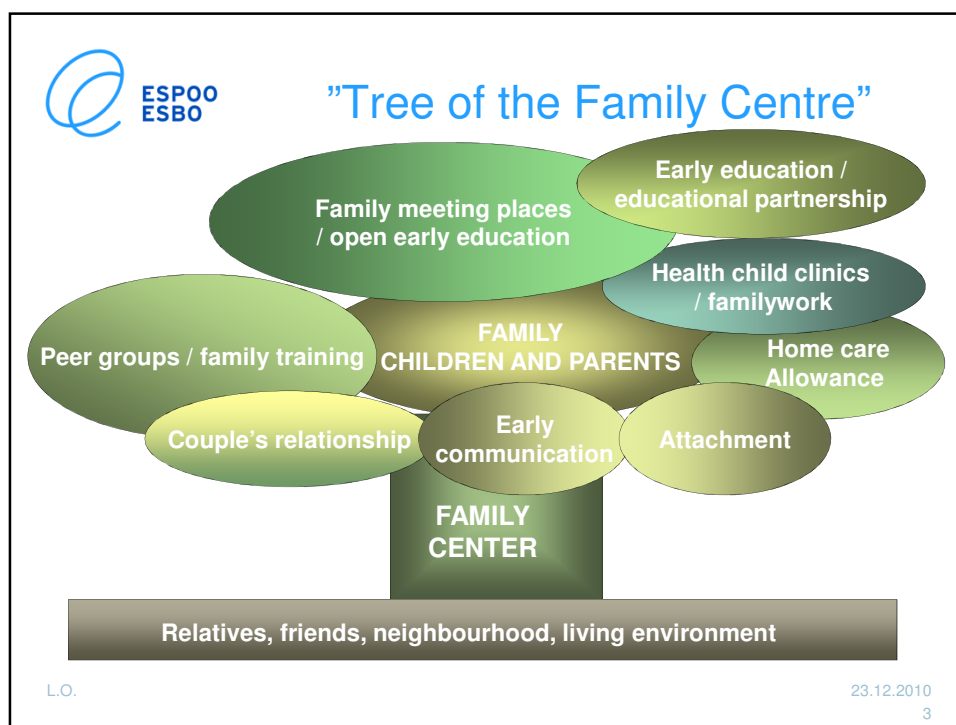 ESPOO
ESBO
”Tree of the Family Centre”
Early education /
educational partnership
Family meeting places
/ open early education
Health child clinics
/ familywork
FAMILY
CHILDREN AND PARENTS
Peer groups / family training
Home care
Allowance
Couple’s relationship
Early
communication
Attachment
FAMILY
CENTER
Relatives, friends, neighbourhood, living environment
L.O.
23.12.2010
3